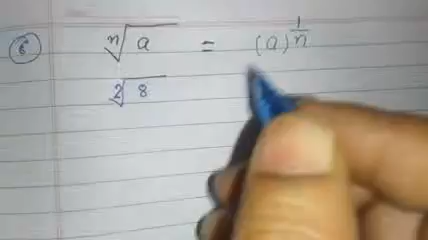 6 ⁿ√a = (a)^(1/n)
²√8